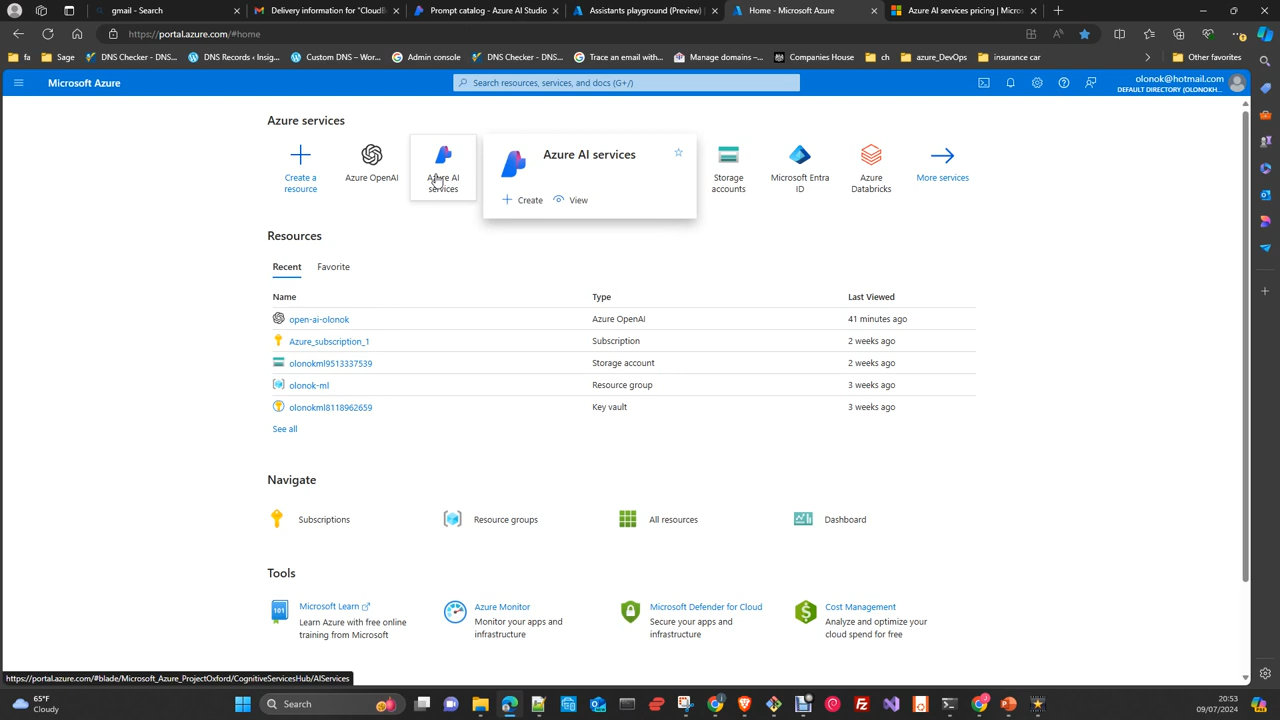 gmail - Search
Delivery information for "CloudB
Prompt catalog - Azure AI Studio
Assistants playground (Preview)
Home - Microsoft Azure
Azure AI services pricing | Micros
https://portal.azure.com/#home
fa
Sage
DNS Checker - DNS...
DNS Records ‹ Insig...
Custom DNS – Wor...
Admin console
DNS Checker - DNS...
Trace an email with...
Manage domains –...
Companies House
ch
azure_DevOps
insurance car
Other favorites
Microsoft Azure
Search resources, services, and docs (G+/)
olonok@hotmail.com
DEFAULT DIRECTORY (OLONOKH...
Azure services
Create a resource
Azure OpenAI
Azure AI services
Azure AI services
Create
View
Storage accounts
Microsoft Entra ID
Azure Databricks
More services
Resources
Recent
Favorite
Name
Type
Last Viewed
open-ai-olonok
Azure OpenAI
41 minutes ago
Azure_subscription_1
Subscription
2 weeks ago
olonokml9513337539
Storage account
2 weeks ago
olonok-ml
Resource group
3 weeks ago
olonokml8118962659
Key vault
3 weeks ago
See all
Navigate
Subscriptions
Resource groups
All resources
Dashboard
Tools
Microsoft Learn
Learn Azure with free online training from Microsoft
Azure Monitor
Monitor your apps and infrastructure
Microsoft Defender for Cloud
Secure your apps and infrastructure
Cost Management
Analyze and optimize your cloud spend for free
https://portal.azure.com/#blade/Microsoft_Azure_ProjectOxford/CognitiveServicesHub/AIServices
65°F
Cloudy
Search
20:53
09/07/2024